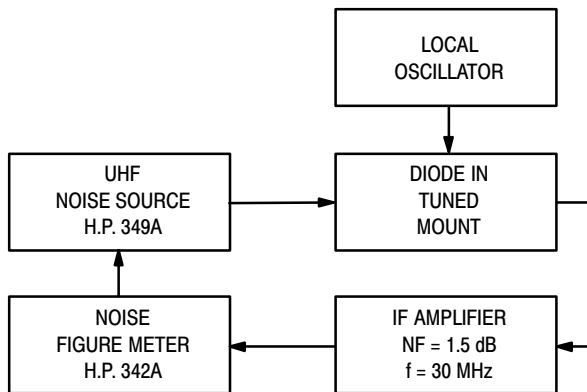 LOCAL
OSCILLATOR
UHF
NOISE SOURCE
H.P. 349A
DIODE IN
TUNED
MOUNT
NOISE
FIGURE METER
H.P. 342A
IF AMPLIFIER
NF = 1.5 dB
f = 30 MHz